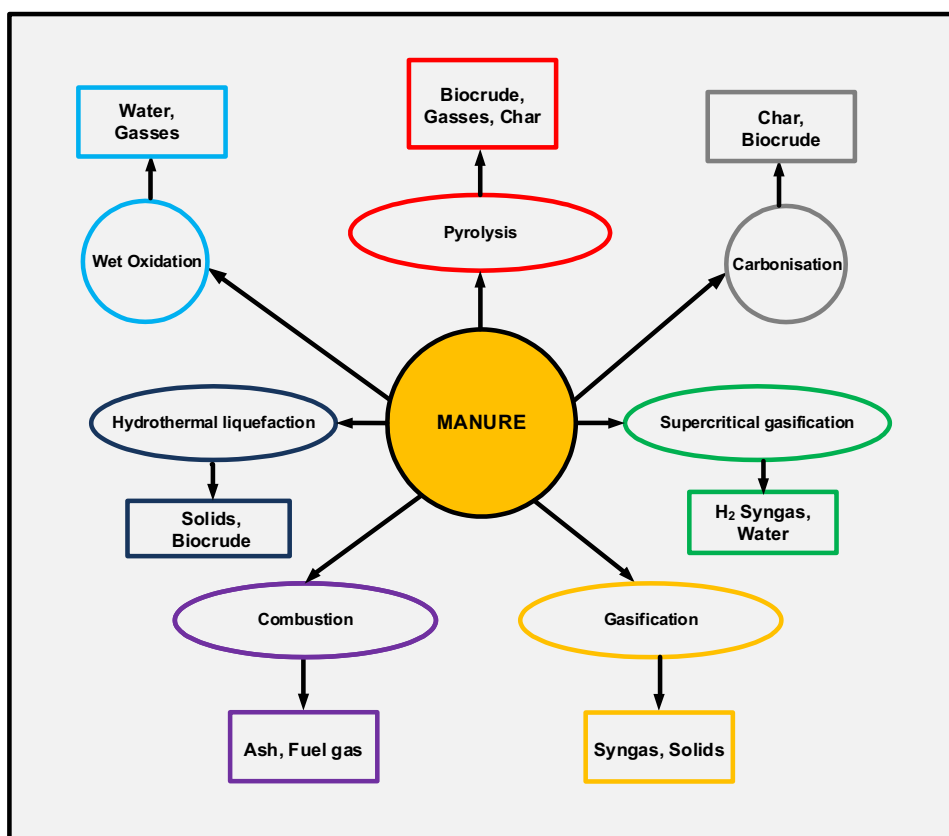 Biocrude,
Gasses, Char
Water,
Gasses
Char,
Biocrude
Pyrolysis
Wet Oxidation
Carbonisation
MANURE
Hydrothermal liquefaction
Supercritical gasification
Solids,
Biocrude
H₂ Syngas,
Water
Combustion
Gasification
Ash, Fuel gas
Syngas, Solids